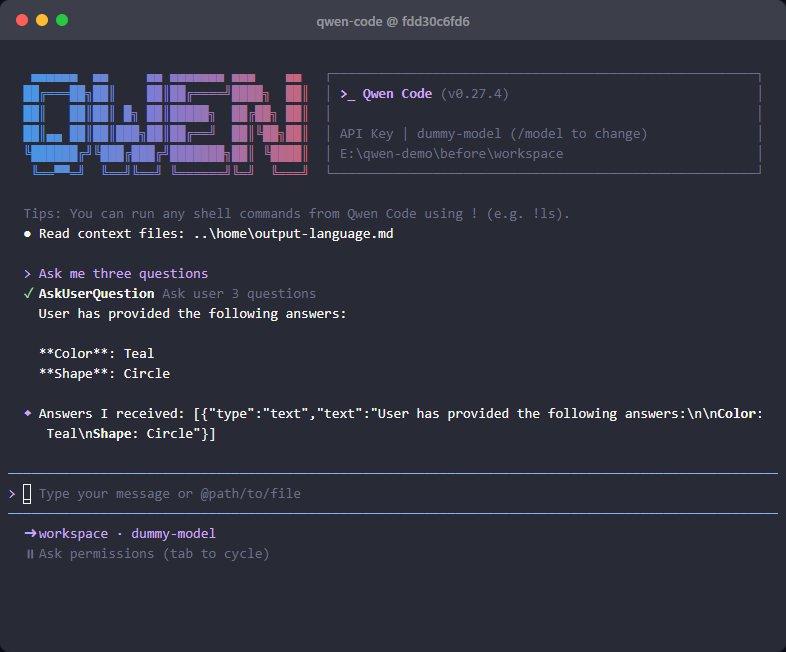 qwen-code @ fdd30c6fd6
QWEN
>_ Qwen Code (v0.27.4)
API Key | dummy-model (/model to change)
E:\qwen-demo\before\workspace
Tips: You can run any shell commands from Qwen Code using ! (e.g. !ls).
● Read context files: ..\home\output-language.md
> Ask me three questions
✓ AskUserQuestion Ask user 3 questions
User has provided the following answers:
**Color**: Teal
**Shape**: Circle
◆ Answers I received: [{"type":"text","text":"User has provided the following answers:\n\nColor:
Teal\nShape: Circle"}]
> Type your message or @path/to/file
➜workspace · dummy-model
⏸Ask permissions (tab to cycle)